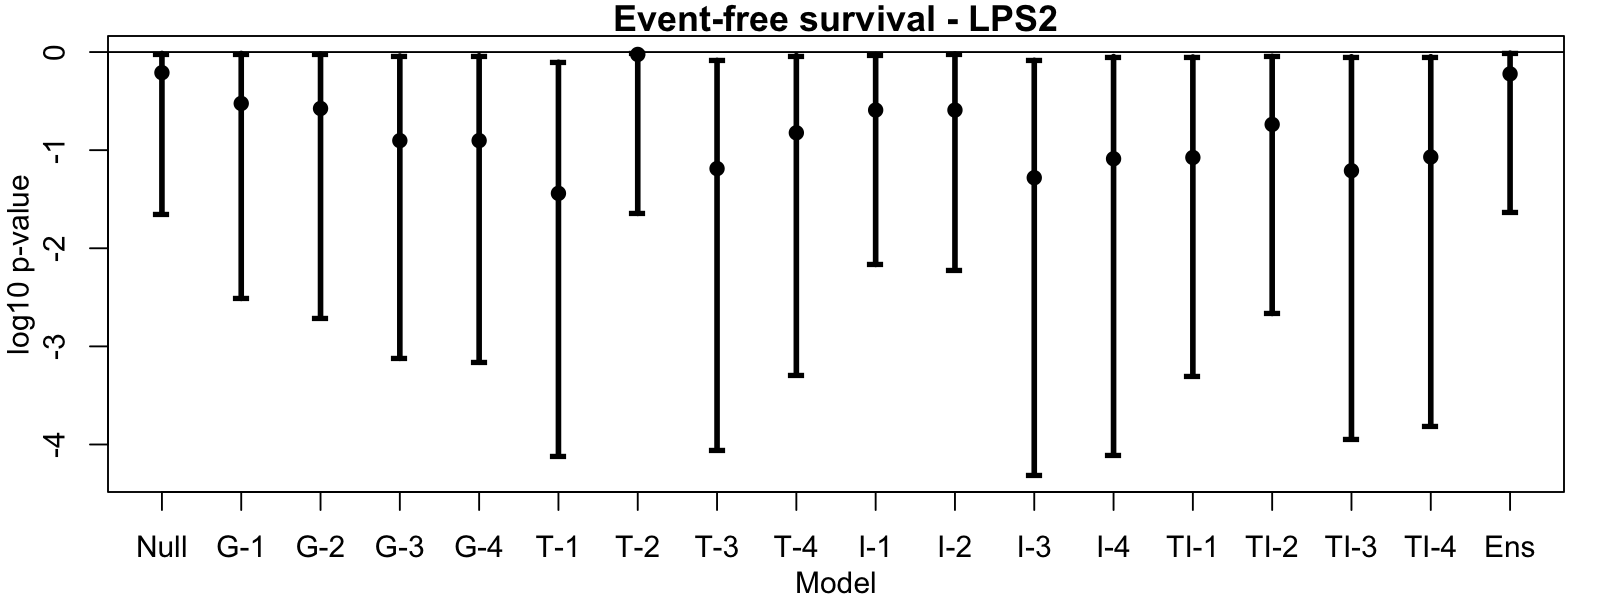 Event-free survival - LPS2
log10 p-value
0
-1
-2
-3
-4
Null G-1 G-2 G-3 G-4 T-1 T-2 T-3 T-4 I-1 I-2 I-3 I-4 TI-1 TI-2 TI-3 TI-4 Ens
Model